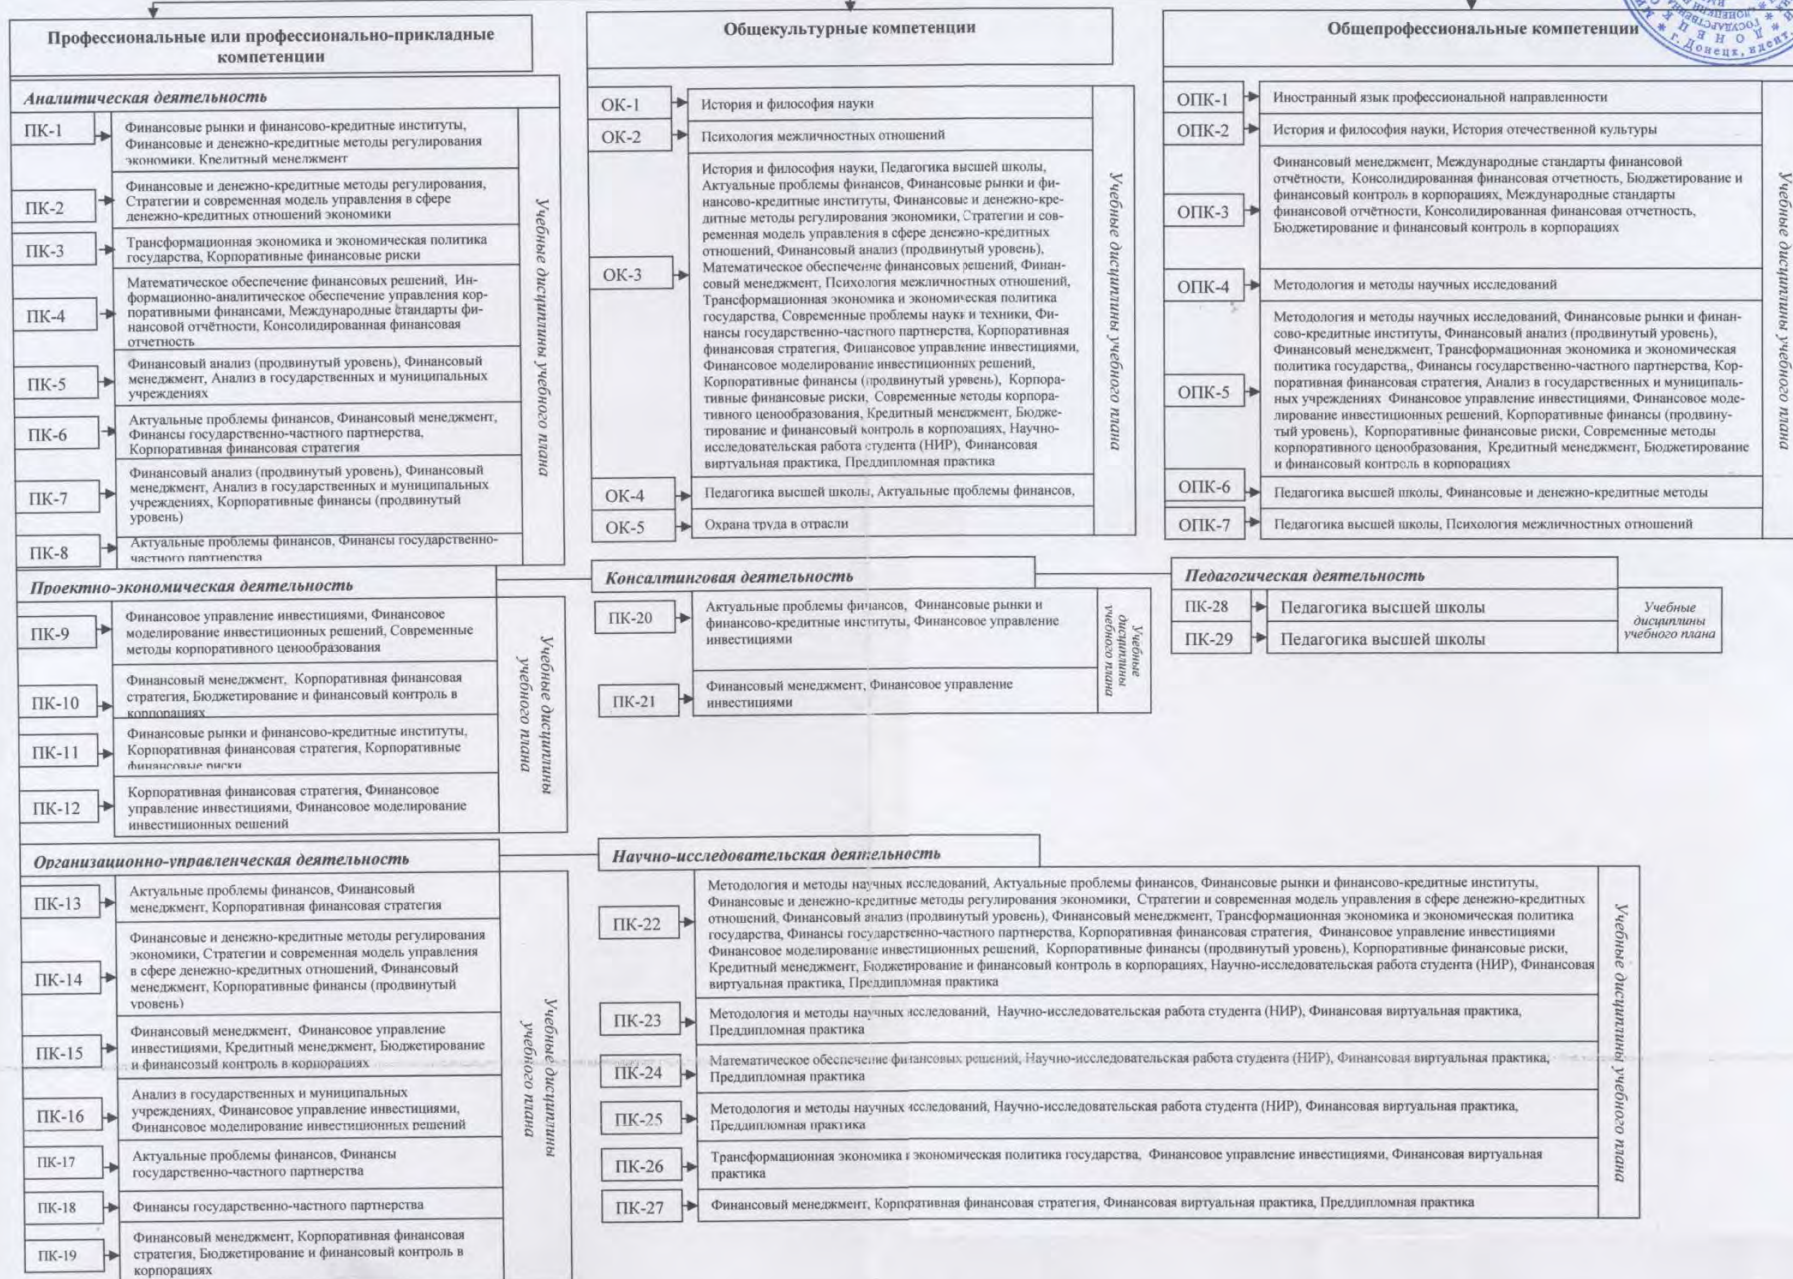 Профессиональные или профессионально-прикладные
компетенции
Аналитическая деятельность
ПК-1
Финансовые рынки и финансово-кредитные институты,
Финансовые и денежно-кредитные методы регулирования
экономики, Кредитный менеджмент
ПК-2
Финансовые и денежно-кредитные методы регулирования,
Стратегии и современная модель управления в сфере
денежно-кредитных отношений экономики
ПК-3
Трансформационная экономика и экономическая политика
государства, Корпоративные финансовые риски
ПК-4
Математическое обеспечение финансовых решений, Ин-
формационно-аналитическое обеспечение управления кор-
поративными финансами, Международные стандарты фи-
нансовой отчётности, Консолидированная финансовая
отчетность
ПК-5
Финансовый анализ (продвинутый уровень), Финансовый
менеджмент, Анализ в государственных и муниципальных
учреждениях
ПК-6
Актуальные проблемы финансов, Финансовый менеджмент,
Финансы государственно-частного партнерства,
Корпоративная финансовая стратегия
ПК-7
Финансовый анализ (продвинутый уровень), Финансовый
менеджмент, Анализ в государственных и муниципальных
учреждениях, Корпоративные финансы (продвинутый
уровень)
ПК-8
Актуальные проблемы финансов, Финансы государственно-
частного партнерства
Учебные дисциплины учебного плана
Общекультурные компетенции
ОК-1
История и философия науки
ОК-2
Психология межличностных отношений
ОК-3
История и философия науки, Педагогика высшей школы,
Актуальные проблемы финансов, Финансовые рынки и фи-
нансово-кредитные институты, Финансовые и денежно-кре-
дитные методы регулирования экономики, Стратегии и сов-
ременная модель управления в сфере денежно-кредитных
отношений, Финансовый анализ (продвинутый уровень),
Математическое обеспечение финансовых решений, Финан-
совый менеджмент, Психология межличностных отношений,
Трансформационная экономика и экономическая политика
государства, Современные проблемы науки и техники, Фи-
нансы государственно-частного партнерства, Корпоративная
финансовая стратегия, Финансовое управление инвестициями,
Финансовое моделирование инвестиционных решений,
Корпоративные финансы (продвинутый уровень), Корпора-
тивные финансовые риски, Современные методы корпора-
тивного ценообразования, Кредитный менеджмент, Бюдже-
тирование и финансовый контроль в корпорациях, Научно-
исследовательская работа студента (НИР), Финансовая
виртуальная практика, Преддипломная практика
ОК-4
Педагогика высшей школы, Актуальные проблемы финансов,
ОК-5
Охрана труда в отрасли
Учебные дисциплины учебного плана
Общепрофессиональные компетенции
г. Донецк, идент.
ОПК-1
Иностранный язык профессиональной направленности
ОПК-2
История и философия науки, История отечественной культуры
ОПК-3
Финансовый менеджмент, Международные стандарты финансовой
отчётности, Консолидированная финансовая отчетность, Бюджетирование и
финансовый контроль в корпорациях, Международные стандарты
финансовой отчётности, Консолидированная финансовая отчетность,
Бюджетирование и финансовый контроль в корпорациях
ОПК-4
Методология и методы научных исследований
ОПК-5
Методология и методы научных исследований, Финансовые рынки и финан-
сово-кредитные институты, Финансовый анализ (продвинутый уровень),
Финансовый менеджмент, Трансформационная экономика и экономическая
политика государства,, Финансы государственно-частного партнерства, Кор-
поративная финансовая стратегия, Анализ в государственных и муниципаль-
ных учреждениях Финансовое управление инвестициями, Финансовое моде-
лирование инвестиционных решений, Корпоративные финансы (продвину-
тый уровень), Корпоративные финансовые риски, Современные методы
корпоративного ценообразования, Кредитный менеджмент, Бюджетирование
и финансовый контроль в корпорациях
ОПК-6
Педагогика высшей школы, Финансовые и денежно-кредитные методы
ОПК-7
Педагогика высшей школы, Психология межличностных отношений
Учебные дисциплины учебного плана
Проектно-экономическая деятельность
ПК-9
Финансовое управление инвестициями, Финансовое
моделирование инвестиционных решений, Современные
методы корпоративного ценообразования
ПК-10
Финансовый менеджмент, Корпоративная финансовая
стратегия, Бюджетирование и финансовый контроль в
корпорациях
ПК-11
Финансовые рынки и финансово-кредитные институты,
Корпоративная финансовая стратегия, Корпоративные
финансовые риски
ПК-12
Корпоративная финансовая стратегия, Финансовое
управление инвестициями, Финансовое моделирование
инвестиционных решений
Учебные дисциплины
учебного плана
Консалтинговая деятельность
ПК-20
Актуальные проблемы финансов, Финансовые рынки и
финансово-кредитные институты, Финансовое управление
инвестициями
ПК-21
Финансовый менеджмент, Финансовое управление
инвестициями
Учебные
дисциплины
учебного плана
Педагогическая деятельность
ПК-28
Педагогика высшей школы
ПК-29
Педагогика высшей школы
Учебные
дисциплины
учебного плана
Организационно-управленческая деятельность
ПК-13
Актуальные проблемы финансов, Финансовый
менеджмент, Корпоративная финансовая стратегия
ПК-14
Финансовые и денежно-кредитные методы регулирования
экономики, Стратегии и современная модель управления
в сфере денежно-кредитных отношений, Финансовый
менеджмент, Корпоративные финансы (продвинутый
уровень)
ПК-15
Финансовый менеджмент, Финансовое управление
инвестициями, Кредитный менеджмент, Бюджетирование
и финансовый контроль в корпорациях
ПК-16
Анализ в государственных и муниципальных
учреждениях, Финансовое управление инвестициями,
Финансовое моделирование инвестиционных решений
ПК-17
Актуальные проблемы финансов, Финансы
государственно-частного партнерства
ПК-18
Финансы государственно-частного партнерства
ПК-19
Финансовый менеджмент, Корпоративная финансовая
стратегия, Бюджетирование и финансовый контроль в
корпорациях
Учебные дисциплины
учебного плана
Научно-исследовательская деятельность
ПК-22
Методология и методы научных исследований, Актуальные проблемы финансов, Финансовые рынки и финансово-кредитные институты,
Финансовые и денежно-кредитные методы регулирования экономики, Стратегии и современная модель управления в сфере денежно-кредитных
отношений, Финансовый анализ (продвинутый уровень), Финансовый менеджмент, Трансформационная экономика и экономическая политика
государства, Финансы государственно-частного партнерства, Корпоративная финансовая стратегия, Финансовое управление инвестициями
Финансовое моделирование инвестиционных решений, Корпоративные финансы (продвинутый уровень), Корпоративные финансовые риски,
Кредитный менеджмент, Бюджетирование и финансовый контроль в корпорациях, Научно-исследовательская работа студента (НИР), Финансовая
виртуальная практика, Преддипломная практика
ПК-23
Методология и методы научных исследований, Научно-исследовательская работа студента (НИР), Финансовая виртуальная практика,
Преддипломная практика
ПК-24
Математическое обеспечение финансовых решений, Научно-исследовательская работа студента (НИР), Финансовая виртуальная практика,
Преддипломная практика
ПК-25
Методология и методы научных исследований, Научно-исследовательская работа студента (НИР), Финансовая виртуальная практика,
Преддипломная практика
ПК-26
Трансформационная экономика и экономическая политика государства, Финансовое управление инвестициями, Финансовая виртуальная
практика
ПК-27
Финансовый менеджмент, Корпоративная финансовая стратегия, Финансовая виртуальная практика, Преддипломная практика
Учебные дисциплины учебного плана